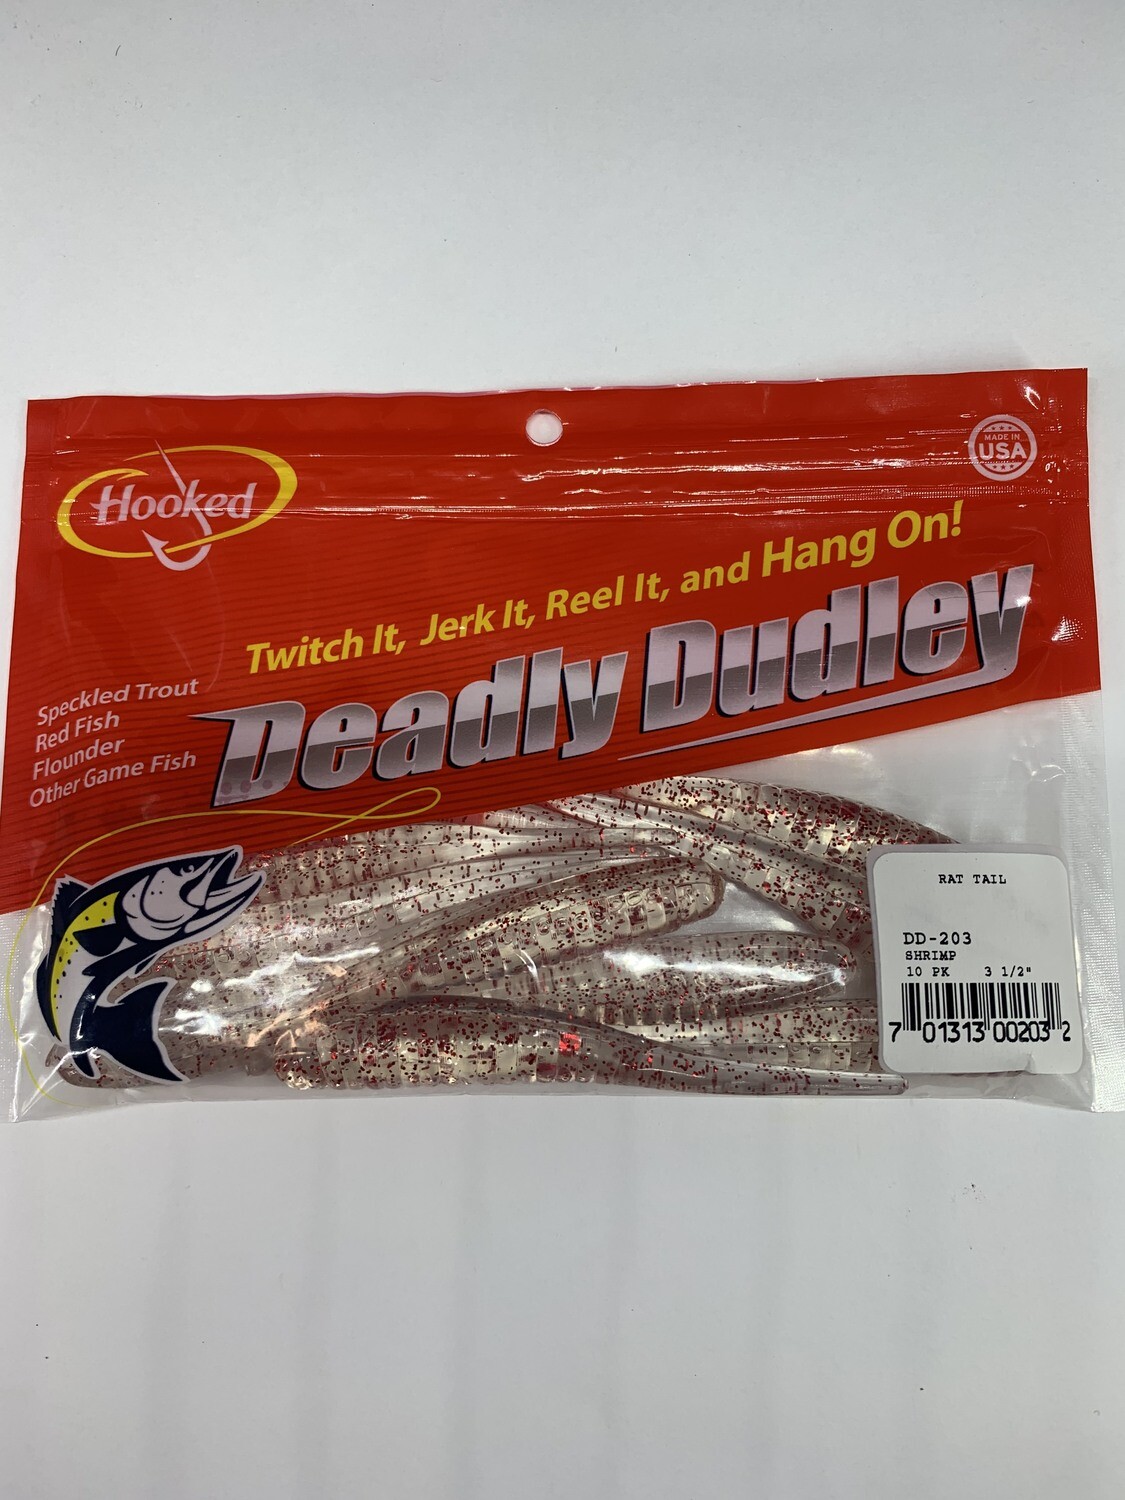 Hooked
MADE IN
USA
Twitch It, Jerk It, Reel It, and Hang On!
Deadly Dudley
Speckled Trout
Red Fish
Flounder
Other Game Fish
RAT TAIL
DD-203
SHRIMP
10 PK 3 1/2"
7 01313 00203 2